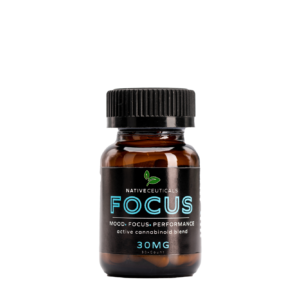 NATIVECEUTICALS
FOCUS
MOOD • FOCUS • PERFORMANCE
active cannabinoid blend
30MG